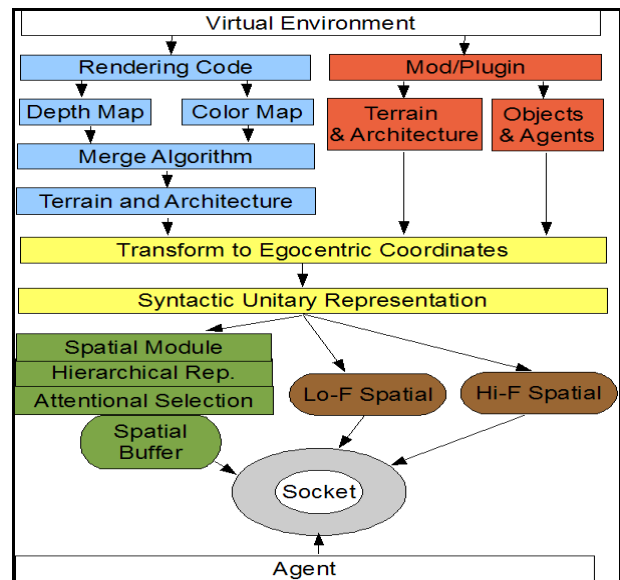 Virtual Environment
Rendering Code
Mod/Plugin
Depth Map
Color Map
Terrain
& Architecture
Objects
& Agents
Merge Algorithm
Terrain and Architecture
Transform to Egocentric Coordinates
Syntactic Unitary Representation
Spatial Module
Hierarchical Rep.
Attentional Selection
Lo-F Spatial
Hi-F Spatial
Spatial
Buffer
Socket
Agent